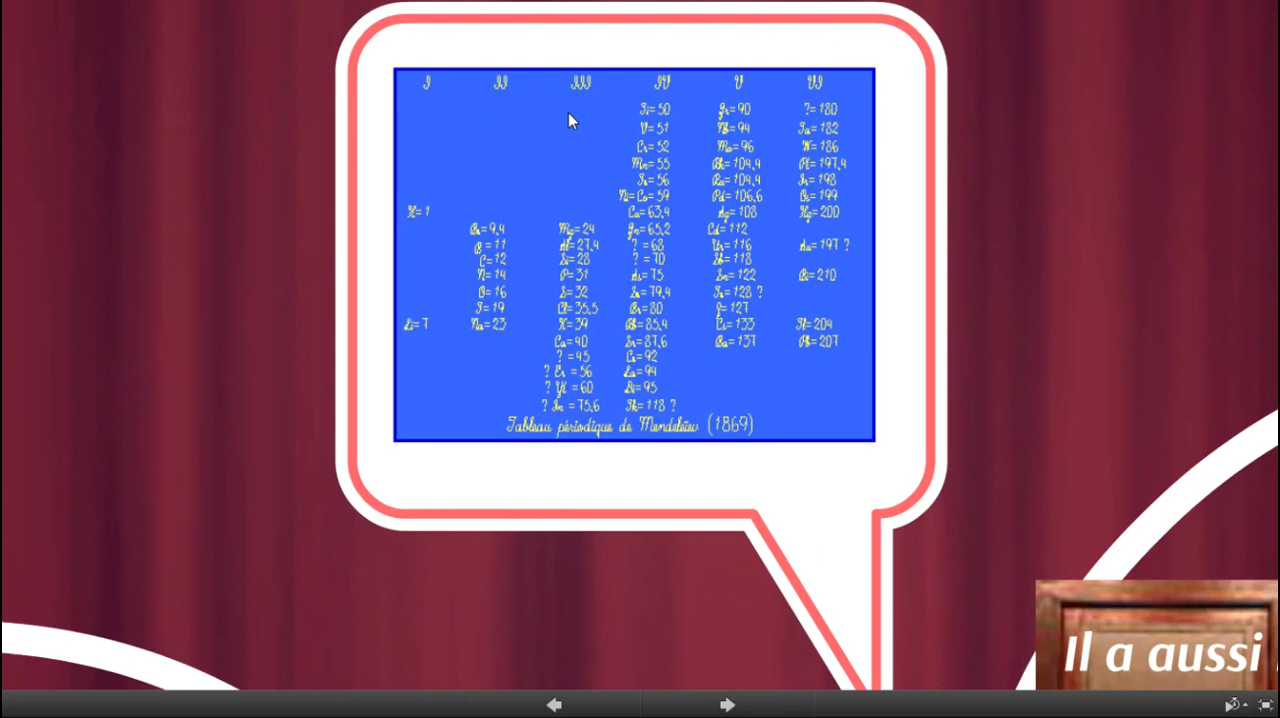 I II III IV V VI
Ti=50 Zr=90 ?=180
V=51 Nb=94 Ta=182
Cr=52 Mo=96 W=186
Mn=55 Rh=104,4 Pt=197,4
Fe=56 Ru=104,4 Ir=198
Ni=Co=59 Pd=106,6 Os=199
H=1 Cu=63,4 Ag=108 Hg=200
Be=9,4 Mg=24 Zn=65,2 Cd=112
B=11 Al=27,4 ?=68 Ur=116 Au=197 ?
C=12 Si=28 ?=70 118
N=14 P=31 As=75 122 Bi=210
O=16 S=32 Se=79,4 Te=128 ?
F=19 Cl=35,5 Br=80 J=127
Li=7 Na=23 K=39 Rb=85,4 Cs=133 Tl=204
Ca=40 Sr=87,6 Ba=137 Pb=207
?=45 Ce=92
? Er =56 La=94
? Yt =60 Di=95
? In =75,6 Th=118 ?
Tableau périodique de Mendeleïev (1869)
Il a aussi